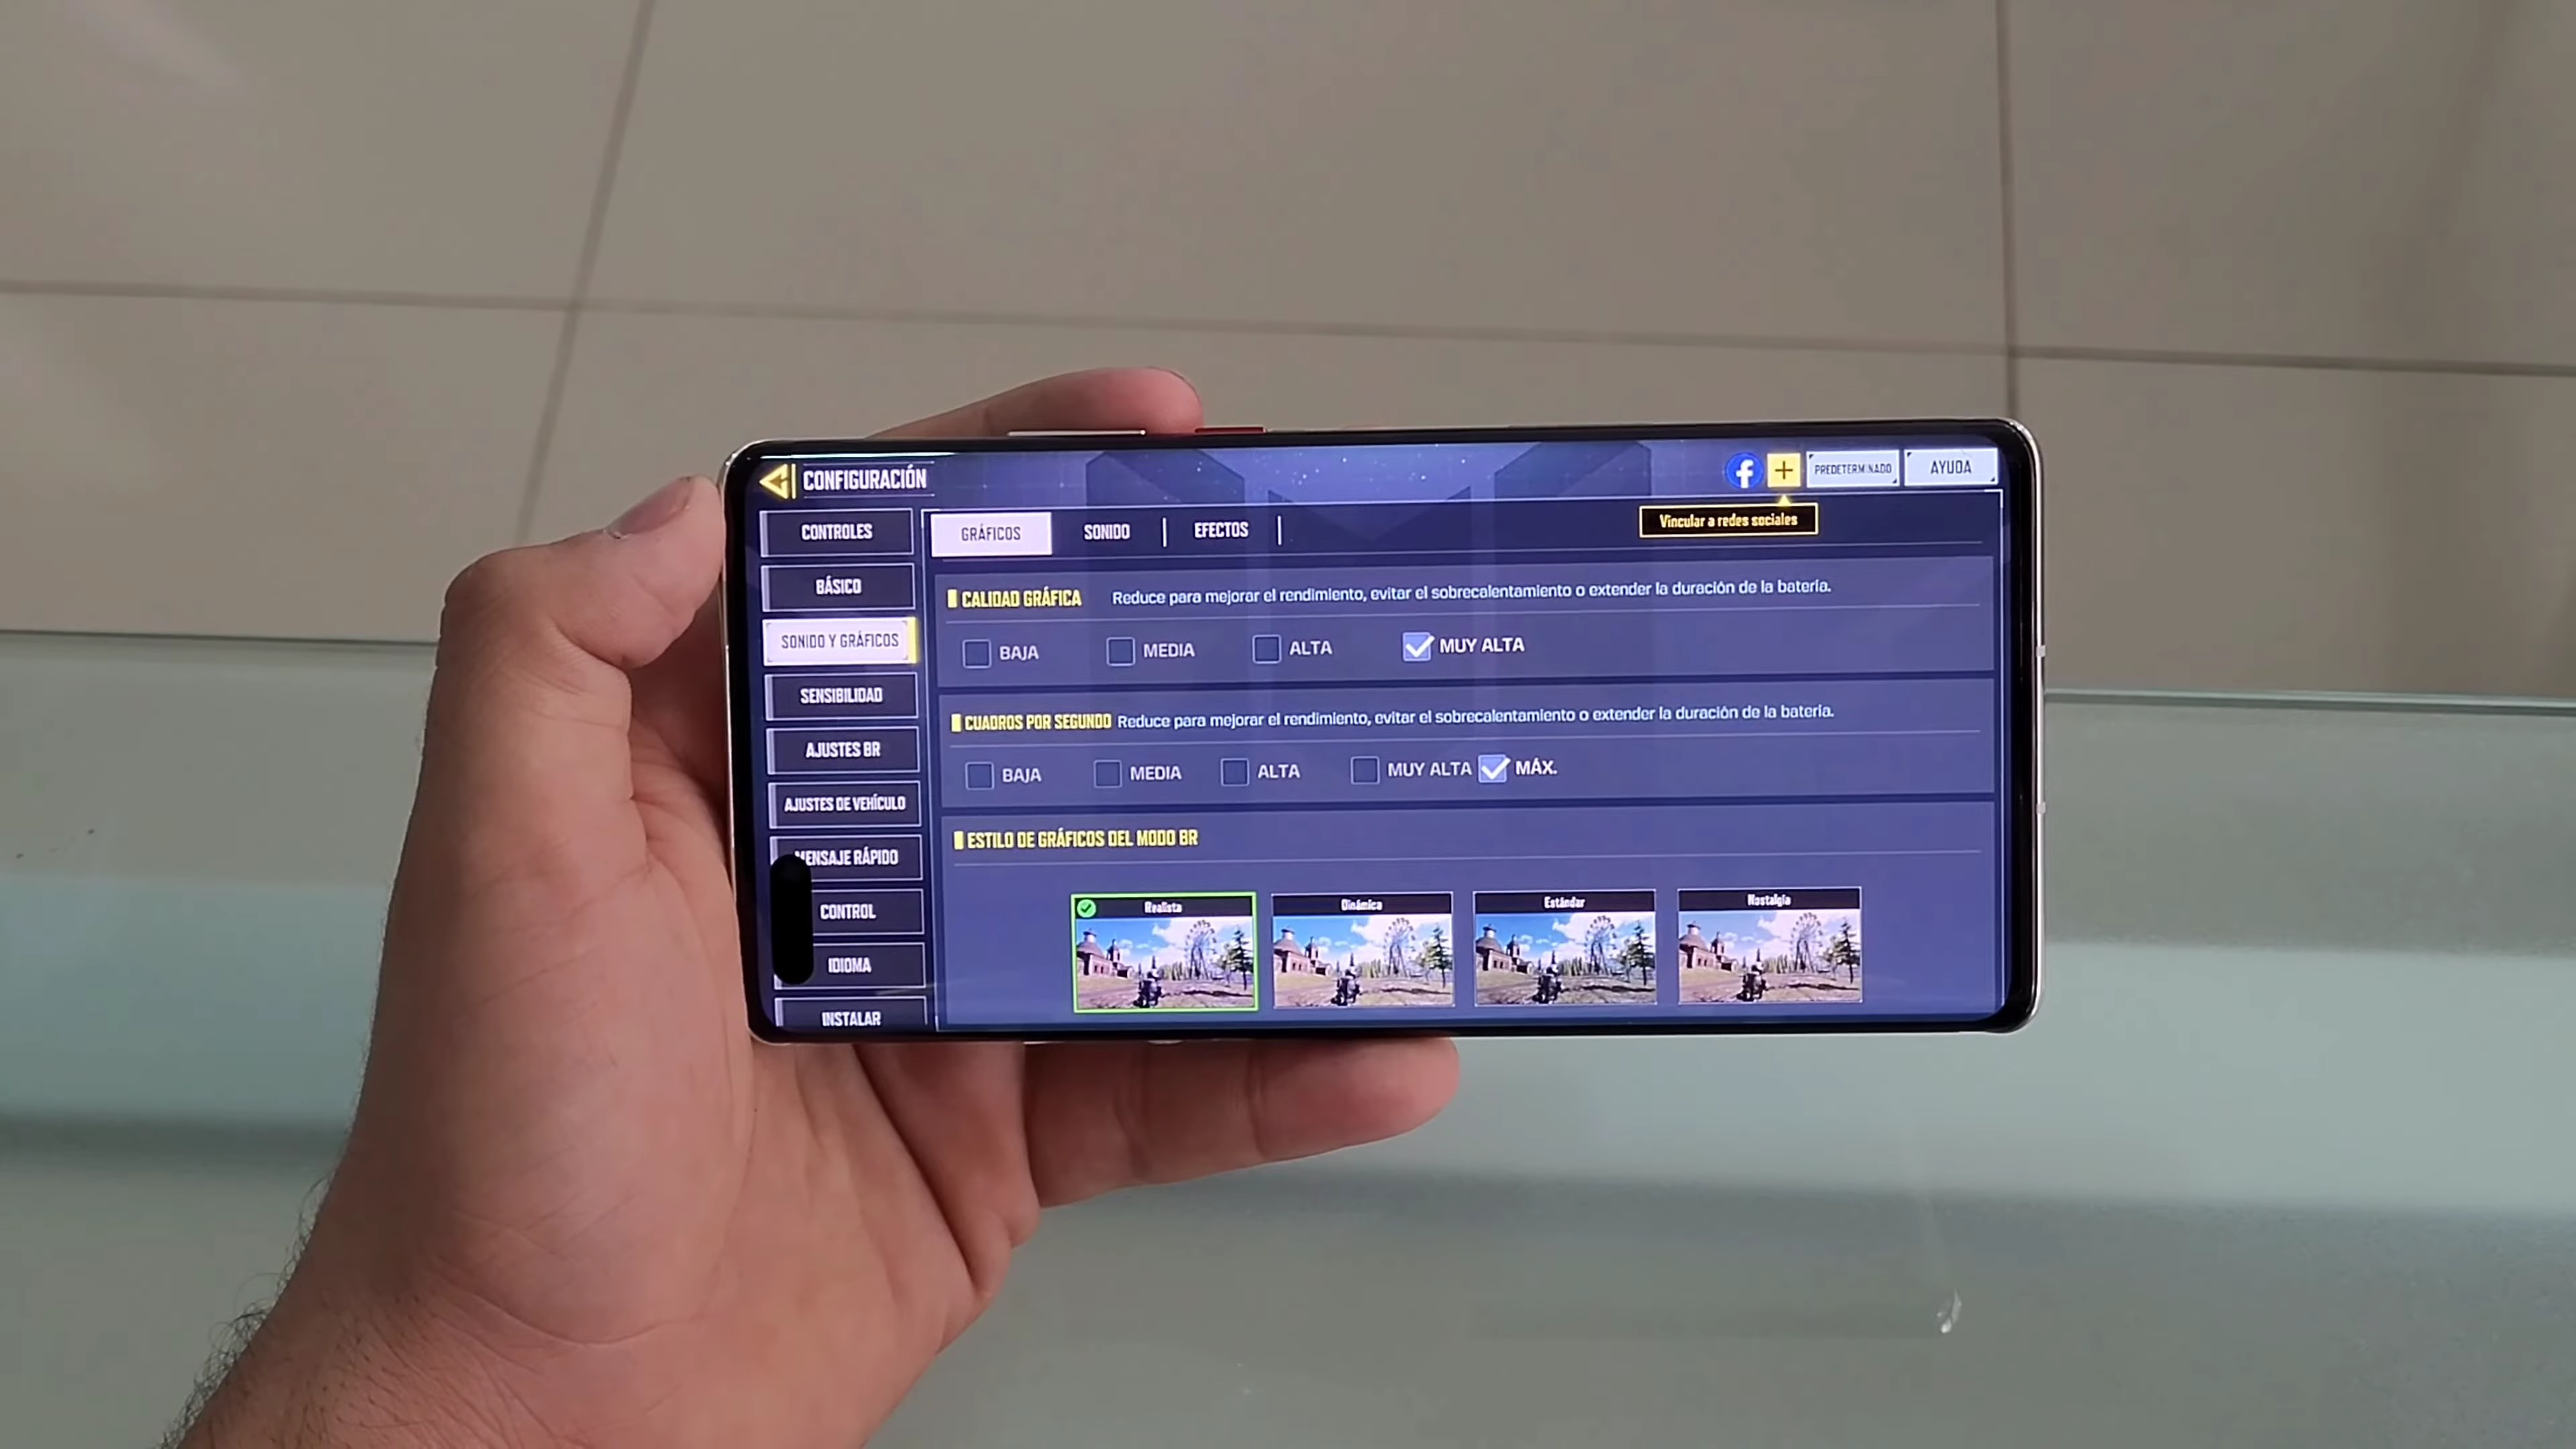 CONFIGURACIÓN
PREDETERMINADO
AYUDA
Vincular a redes sociales
CONTROLES
BÁSICO
SONIDO Y GRÁFICOS
SENSIBILIDAD
AJUSTES BR
AJUSTES DE VEHÍCULO
MENSAJE RÁPIDO
CONTROL
IDIOMA
INSTALAR
GRÁFICOS
SONIDO
EFECTOS
CALIDAD GRÁFICA Reduce para mejorar el rendimiento, evitar el sobrecalentamiento o extender la duración de la batería.
BAJA MEDIA ALTA MUY ALTA
CUADROS POR SEGUNDO Reduce para mejorar el rendimiento, evitar el sobrecalentamiento o extender la duración de la batería.
BAJA MEDIA ALTA MUY ALTA MÁX.
ESTILO DE GRÁFICOS DEL MODO BR
Realista Dinámica Estándar Nostalgia